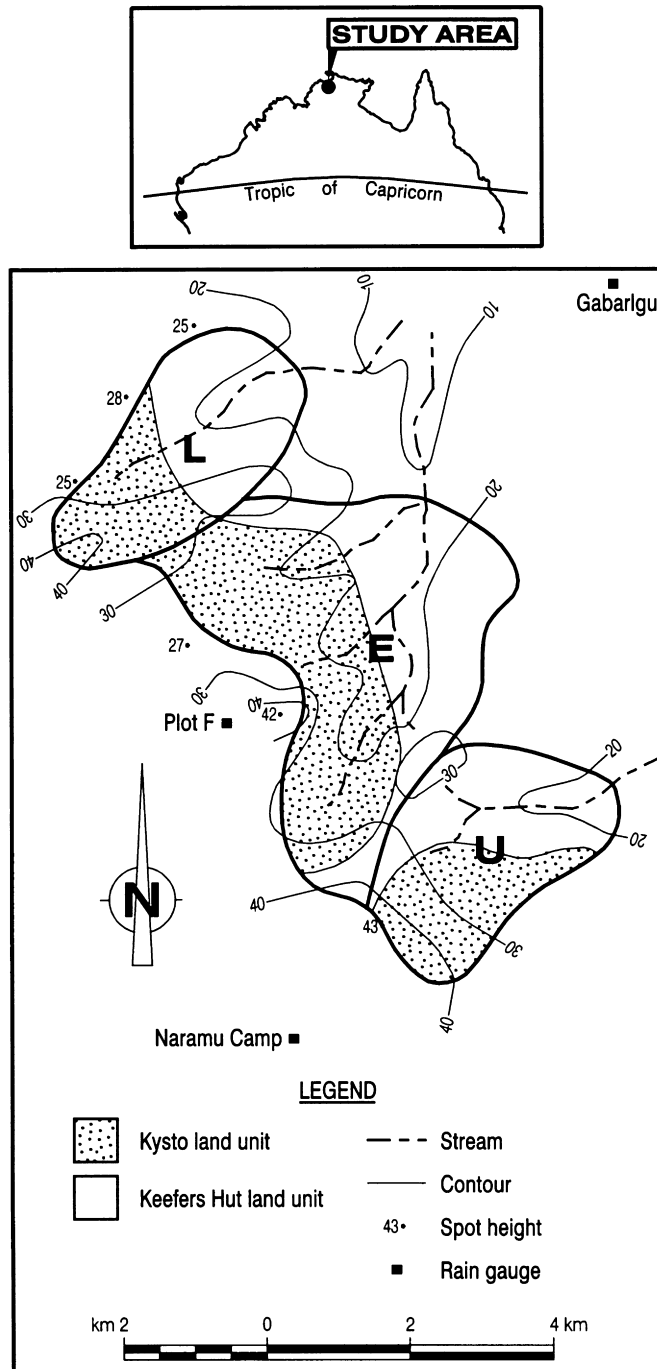 STUDY AREA
Tropic of Capricorn
Gabarlgu
20
10
10
25
28
L
25
30
20
40
40
30
E
27
30
40
42
Plot F
30
20
20
U
N
40
43
30
40
Naramu Camp
LEGEND
Kysto land unit
Stream
Keefers Hut land unit
Contour
43 Spot height
Rain gauge
km 2 0 2 4 km